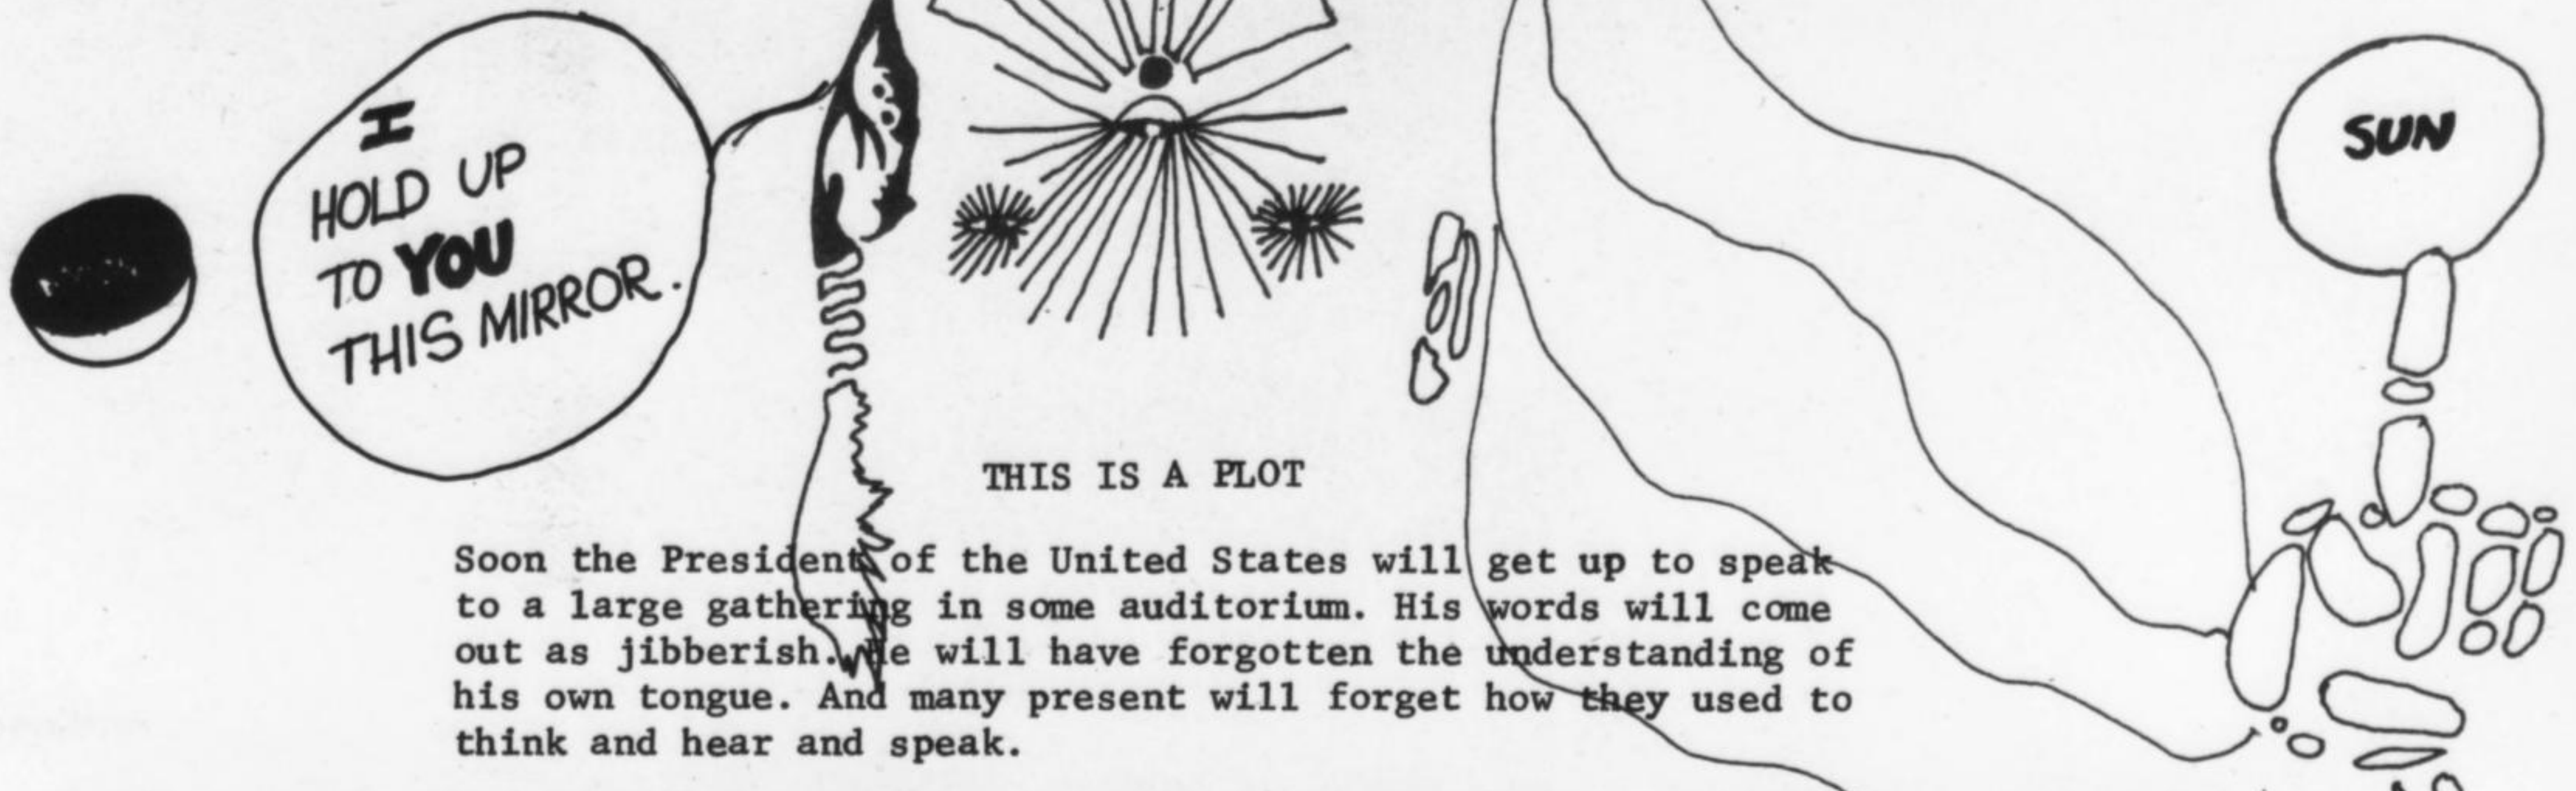 I
HOLD UP
TO YOU
THIS MIRROR.
SUN
THIS IS A PLOT
Soon the President of the United States will get up to speak
to a large gathering in some auditorium. His words will come
out as jibberish. He will have forgotten the understanding of
his own tongue. And many present will forget how they used to
think and hear and speak.